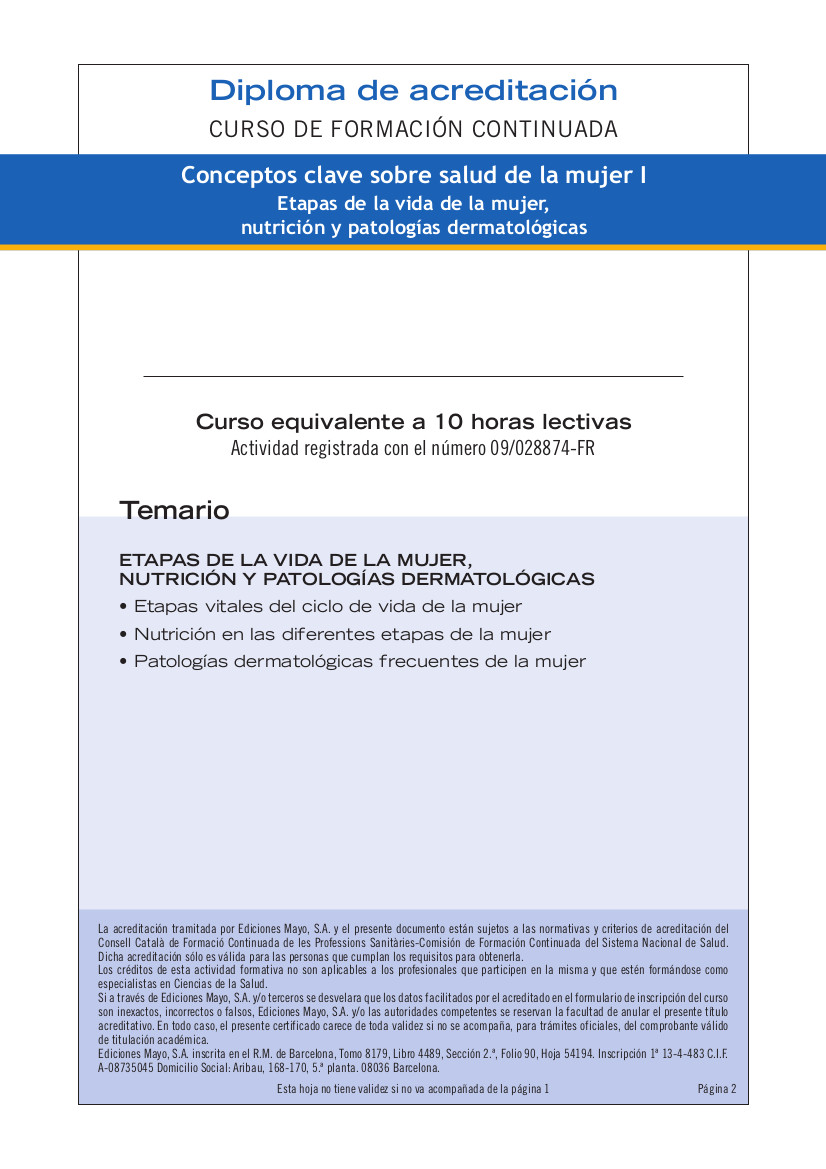 Diploma de acreditación
CURSO DE FORMACIÓN CONTINUADA
Conceptos clave sobre salud de la mujer I
Etapas de la vida de la mujer,
nutrición y patologías dermatológicas
Curso equivalente a 10 horas lectivas
Actividad registrada con el número 09/028874-FR
Temario
ETAPAS DE LA VIDA DE LA MUJER,
NUTRICIÓN Y PATOLOGÍAS DERMATOLÓGICAS
• Etapas vitales del ciclo de vida de la mujer
• Nutrición en las diferentes etapas de la mujer
• Patologías dermatológicas frecuentes de la mujer
La acreditación tramitada por Ediciones Mayo, S.A. y el presente documento están sujetos a las normativas y criterios de acreditación del
Consell Català de Formació Continuada de les Professions Sanitàries-Comisión de Formación Continuada del Sistema Nacional de Salud.
Dicha acreditación sólo es válida para las personas que cumplan los requisitos para obtenerla.
Los créditos de esta actividad formativa no son aplicables a los profesionales que participen en la misma y que estén formándose como
especialistas en Ciencias de la Salud.
Si a través de Ediciones Mayo, S.A. y/o terceros se desvelara que los datos facilitados por el acreditado en el formulario de inscripción del curso
son inexactos, incorrectos o falsos, Ediciones Mayo, S.A. y/o las autoridades competentes se reservan la facultad de anular el presente título
acreditativo. En todo caso, el presente certificado carece de toda validez si no se acompaña, para trámites oficiales, del comprobante válido
de titulación académica.
Ediciones Mayo, S.A. inscrita en el R.M. de Barcelona, Tomo 8179, Libro 4489, Sección 2.ª, Folio 90, Hoja 54194. Inscripción 1ª 13-4-483 C.I.F.
A-08735045 Domicilio Social: Aribau, 168-170, 5.ª planta. 08036 Barcelona.
Esta hoja no tiene validez si no va acompañada de la página 1
Página 2